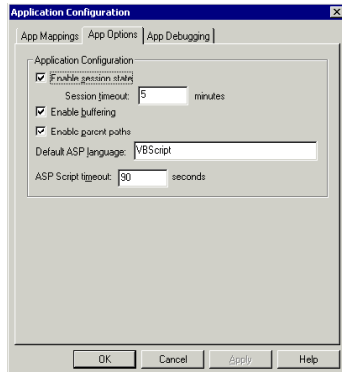 Application Configuration
App Mappings App Options App Debugging
Application Configuration
Enable session state
Session timeout: 5 minutes
Enable buffering
Enable parent paths
Default ASP language: VBScript
ASP Script timeout: 90 seconds
OK Cancel Apply Help